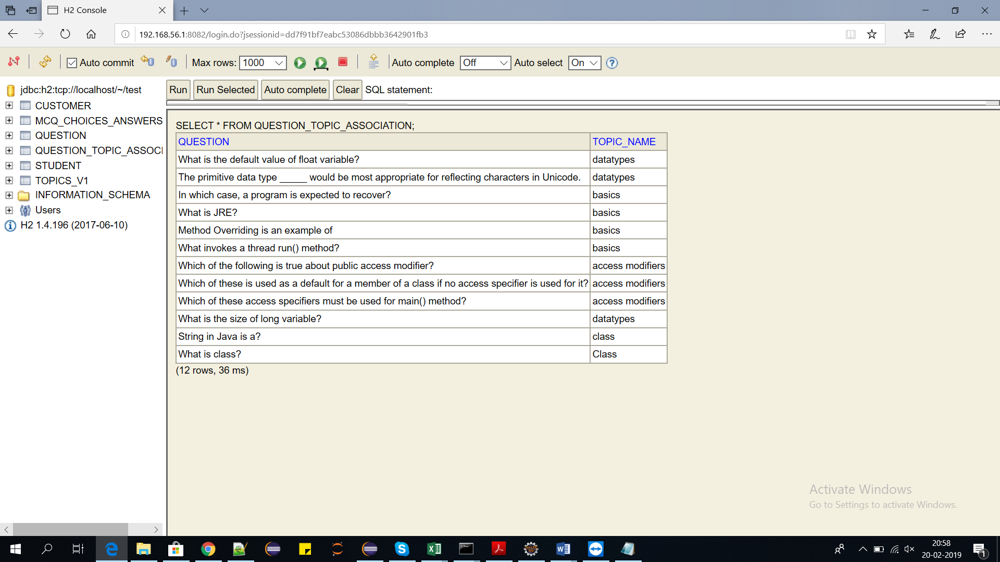 H2 Console
192.168.56.1:8082/login.do?jsessionid=dd7f91bf7eabc53086dbbb3642901fb3
Auto commit Max rows: 1000 Auto complete Off Auto select On
jdbc:h2:tcp://localhost/~/test
CUSTOMER
MCQ_CHOICES_ANSWERS
QUESTION
QUESTION_TOPIC_ASSOCI
STUDENT
TOPICS_V1
INFORMATION_SCHEMA
Users
H2 1.4.196 (2017-06-10)
Run Run Selected Auto complete Clear SQL statement:
SELECT * FROM QUESTION_TOPIC_ASSOCIATION;
QUESTION TOPIC_NAME
What is the default value of float variable? datatypes
The primitive data type _____ would be most appropriate for reflecting characters in Unicode. datatypes
In which case, a program is expected to recover? basics
What is JRE? basics
Method Overriding is an example of basics
What invokes a thread run() method? basics
Which of the following is true about public access modifier? access modifiers
Which of these is used as a default for a member of a class if no access specifier is used for it? access modifiers
Which of these access specifiers must be used for main() method? access modifiers
What is the size of long variable? datatypes
String in Java is a? class
What is class? Class
(12 rows, 36 ms)
Activate Windows
Go to Settings to activate Windows.
20:58
20-02-2019
1